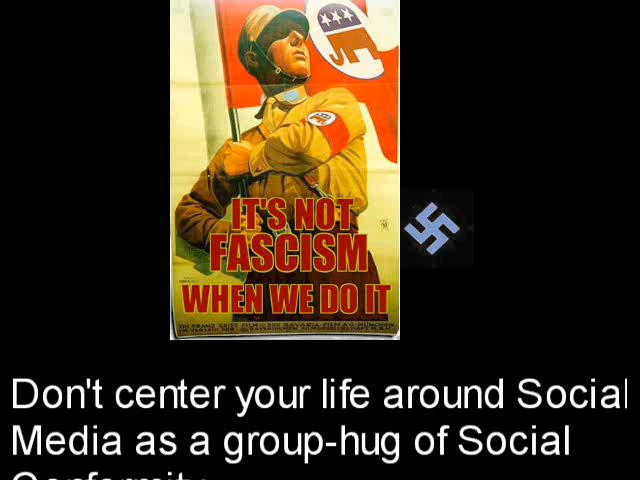 IT'S NOT
FASCISM
WHEN WE DO IT
Don't center your life around Social
Media as a group-hug of Social
Conformity